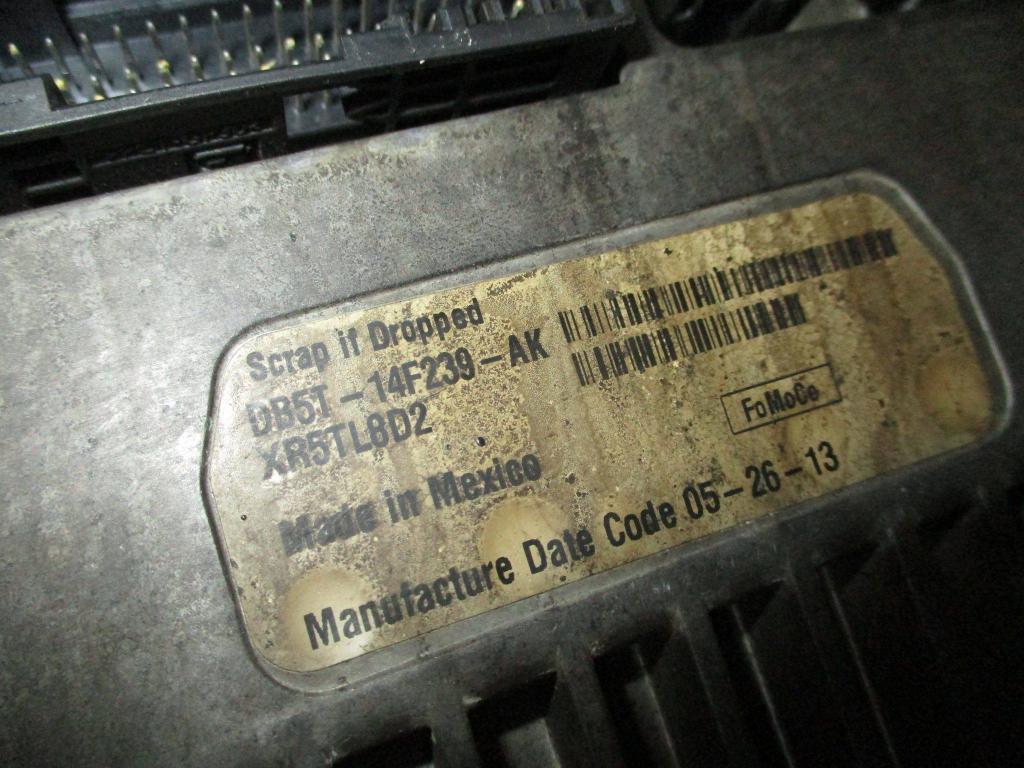 Scrap if Dropped
DB5T-14F239-AK
XR5TL8D2
FoMoCo
Made in Mexico
Manufacture Date Code 05-26-13